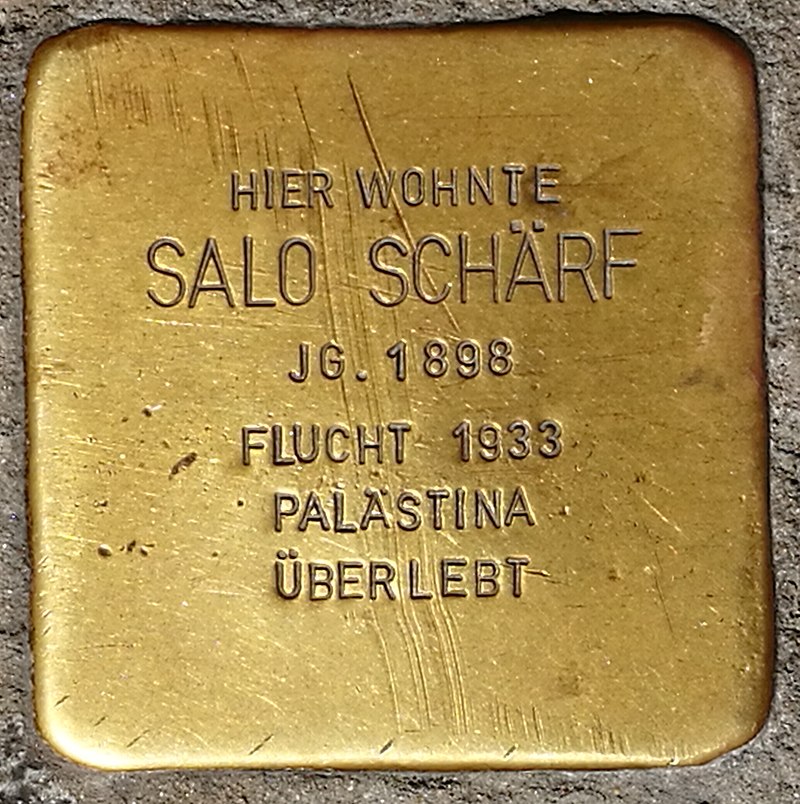 HIER WOHNTE
SALO SCHÄRF
JG. 1898
FLUCHT 1933
PALÄSTINA
ÜBERLEBT